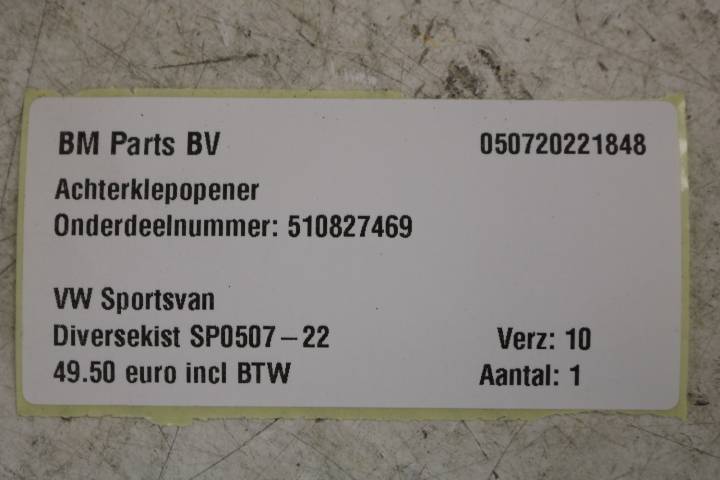 BM Parts BV 050720221848
Achterklepopener
Onderdeelnummer: 510827469
VW Sportsvan
Diversekist SP0507-22 Verz: 10
49.50 euro incl BTW Aantal: 1